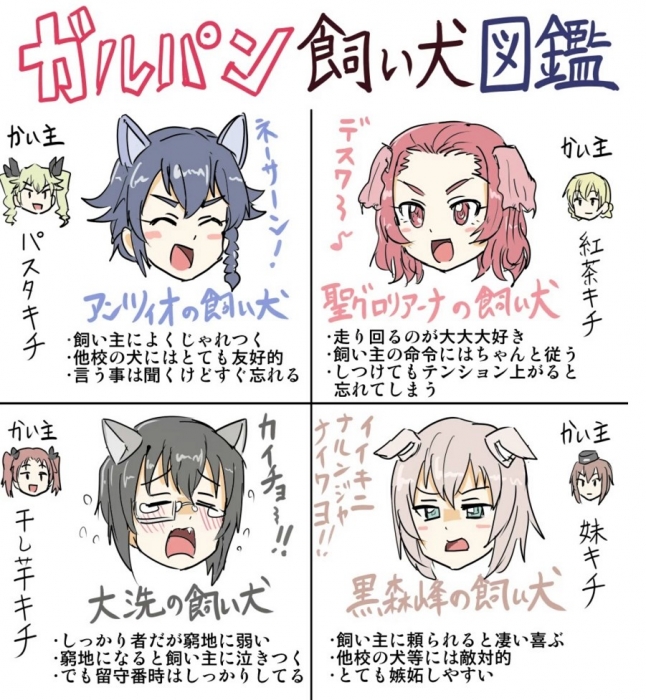 ガルパン飼い犬図鑑
かい主
パスタキチ
ネーサーン!
アンツィオの飼い犬
・飼い主によくじゃれつく
・他校の犬にはとても友好的
・言う事は聞くけどすぐ忘れる
デスワ~♪
かい主
紅茶キチ
聖グロリアーナの飼い犬
・走り回るのが大大大好き
・飼い主の命令にはちゃんと従う
・しつけてもテンション上がると
忘れてしまう
かい主
干し芋キチ
カイチョ~!!
大洗の飼い犬
・しっかり者だが窮地に弱い
・窮地になると飼い主に泣きつく
・でも留守番時はしっかりしてる
イイキニ
ナルンジャ
ナイワヨ!!
かい主
妹キチ
黒森峰の飼い犬
・飼い主に頼られると凄い喜ぶ
・他校の犬等には敵対的
・とても嫉妬しやすい